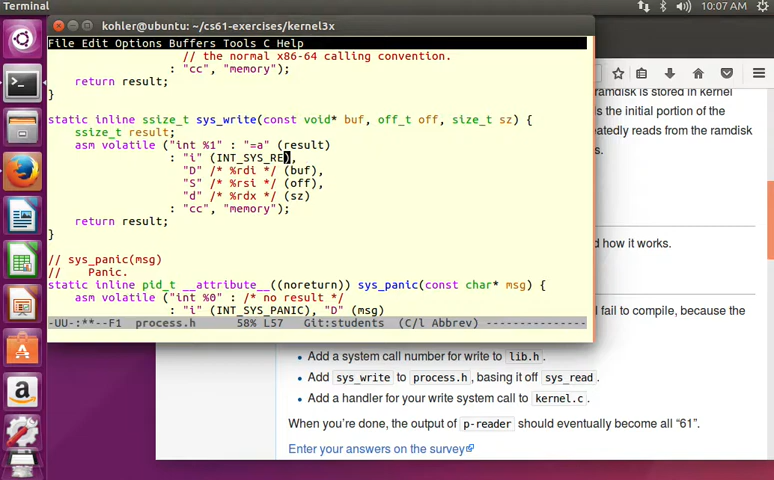 Terminal
10:07 AM
kohler@ubuntu: ~/cs61-exercises/kernel3x
File Edit Options Buffers Tools C Help
// the normal x86-64 calling convention.
: "cc", "memory");
return result;
}
static inline ssize_t sys_write(const void* buf, off_t off, size_t sz) {
ssize_t result;
asm volatile ("int %1" : "=a" (result)
: "i" (INT_SYS_RE),
"D" /* %rdi */ (buf),
"S" /* %rsi */ (off),
"d" /* %rdx */ (sz)
: "cc", "memory");
return result;
}
// sys_panic(msg)
// Panic.
static inline pid_t __attribute__((noreturn)) sys_panic(const char* msg) {
asm volatile ("int %0" : /* no result */
: "i" (INT_SYS_PANIC), "D" (msg)
-UU-:**--F1 process.h 58% L57 Git:students (C/l Abbrev) ---------------
ramdisk is stored in kernel
s the initial portion of the
eatedly reads from the ramdisk
s.
d how it works.
l fail to compile, because the
• Add a system call number for write to lib.h.
• Add sys_write to process.h, basing it off sys_read.
• Add a handler for your write system call to kernel.c.
When you're done, the output of p-reader should eventually become all “61”.
Enter your answers on the survey